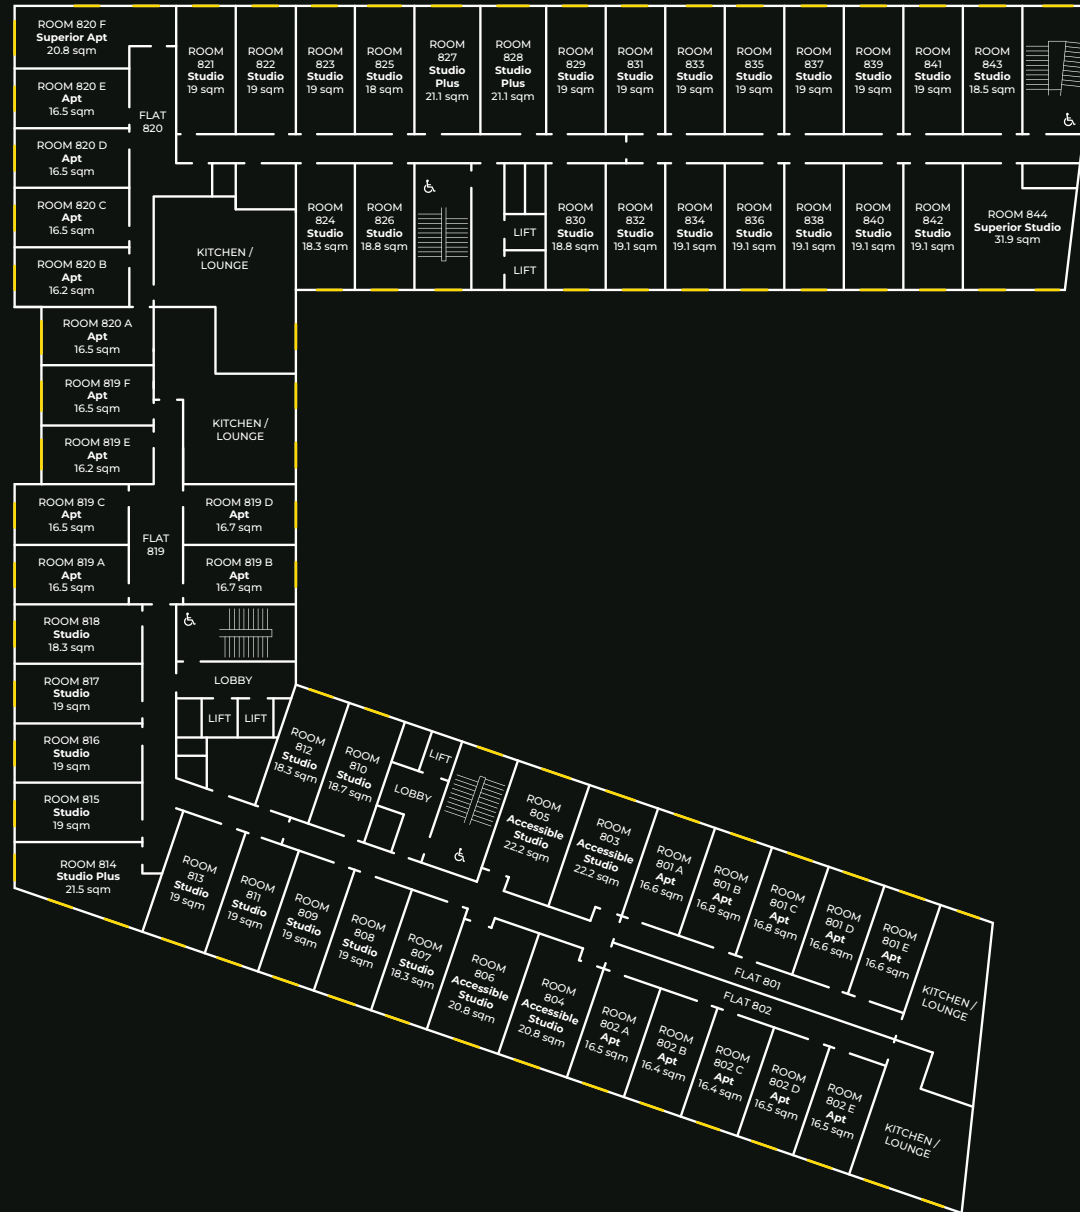 ROOM 820 F
Superior Apt
20.8 sqm
ROOM 820 E
Apt
16.5 sqm
ROOM 820 D
Apt
16.5 sqm
ROOM 820 C
Apt
16.5 sqm
ROOM 820 B
Apt
16.2 sqm
FLAT
820
ROOM
821
Studio
19 sqm
ROOM
822
Studio
19 sqm
ROOM
823
Studio
19 sqm
ROOM
825
Studio
18 sqm
ROOM
827
Studio
Plus
21.1 sqm
ROOM
828
Studio
Plus
21.1 sqm
ROOM
829
Studio
19 sqm
ROOM
831
Studio
19 sqm
ROOM
833
Studio
19 sqm
ROOM
835
Studio
19 sqm
ROOM
837
Studio
19 sqm
ROOM
839
Studio
19 sqm
ROOM
841
Studio
19 sqm
ROOM
843
Studio
18.5 sqm
KITCHEN /
LOUNGE
ROOM
824
Studio
18.3 sqm
ROOM
826
Studio
18.8 sqm
LIFT
LIFT
ROOM
830
Studio
18.8 sqm
ROOM
832
Studio
19.1 sqm
ROOM
834
Studio
19.1 sqm
ROOM
836
Studio
19.1 sqm
ROOM
838
Studio
19.1 sqm
ROOM
840
Studio
19.1 sqm
ROOM
842
Studio
19.1 sqm
ROOM 844
Superior Studio
31.9 sqm
ROOM 820 A
Apt
16.5 sqm
ROOM 819 F
Apt
16.5 sqm
ROOM 819 E
Apt
16.2 sqm
KITCHEN /
LOUNGE
ROOM 819 C
Apt
16.5 sqm
ROOM 819 D
Apt
16.7 sqm
FLAT
819
ROOM 819 A
Apt
16.5 sqm
ROOM 819 B
Apt
16.7 sqm
ROOM 818
Studio
18.3 sqm
ROOM 817
Studio
19 sqm
ROOM 816
Studio
19 sqm
ROOM 815
Studio
19 sqm
ROOM 814
Studio Plus
21.5 sqm
LOBBY
LIFT
LIFT
ROOM
812
Studio
18.3 sqm
ROOM
810
Studio
18.7 sqm
LIFT
LOBBY
ROOM
805
Accessible
Studio
22.2 sqm
ROOM
803
Accessible
Studio
22.2 sqm
ROOM
801 A
Apt
16.6 sqm
ROOM
801 B
Apt
16.8 sqm
ROOM
801 C
Apt
16.8 sqm
ROOM
801 D
Apt
16.6 sqm
ROOM
801 E
Apt
16.6 sqm
KITCHEN /
LOUNGE
ROOM
813
Studio
19 sqm
ROOM
811
Studio
19 sqm
ROOM
809
Studio
19 sqm
ROOM
808
Studio
19 sqm
ROOM
807
Studio
18.3 sqm
ROOM
806
Accessible
Studio
20.8 sqm
ROOM
804
Accessible
Studio
20.8 sqm
FLAT 801
FLAT 802
ROOM
802 A
Apt
16.5 sqm
ROOM
802 B
Apt
16.4 sqm
ROOM
802 C
Apt
16.4 sqm
ROOM
802 D
Apt
16.5 sqm
ROOM
802 E
Apt
16.5 sqm
KITCHEN /
LOUNGE